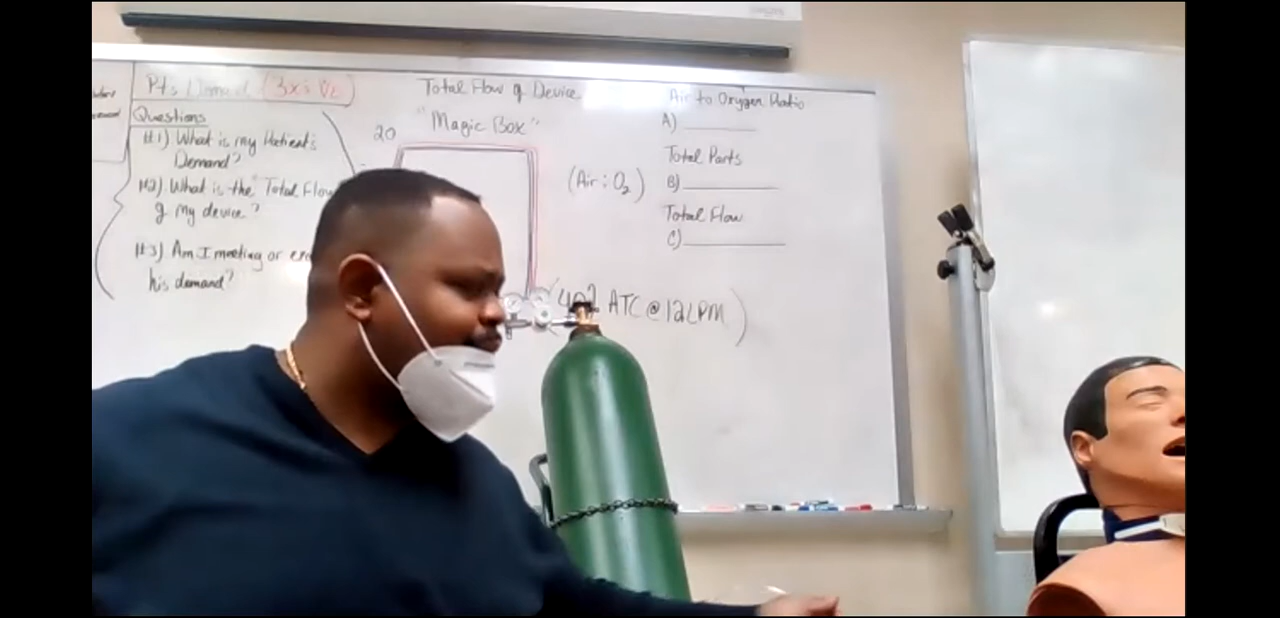 Pt's Demand (3x's VE)
Questions
#1) What is my Patient's
Demand?
#2) What is the Total Flow
of my device?
#3) Am I meeting or
his demand?
Total Flow of Device
"Magic Box"
20
(Air : O2)
ATC @ 12 LPM)
Air to Oxygen Ratio
A)
Total Parts
B)
Total Flow
C)